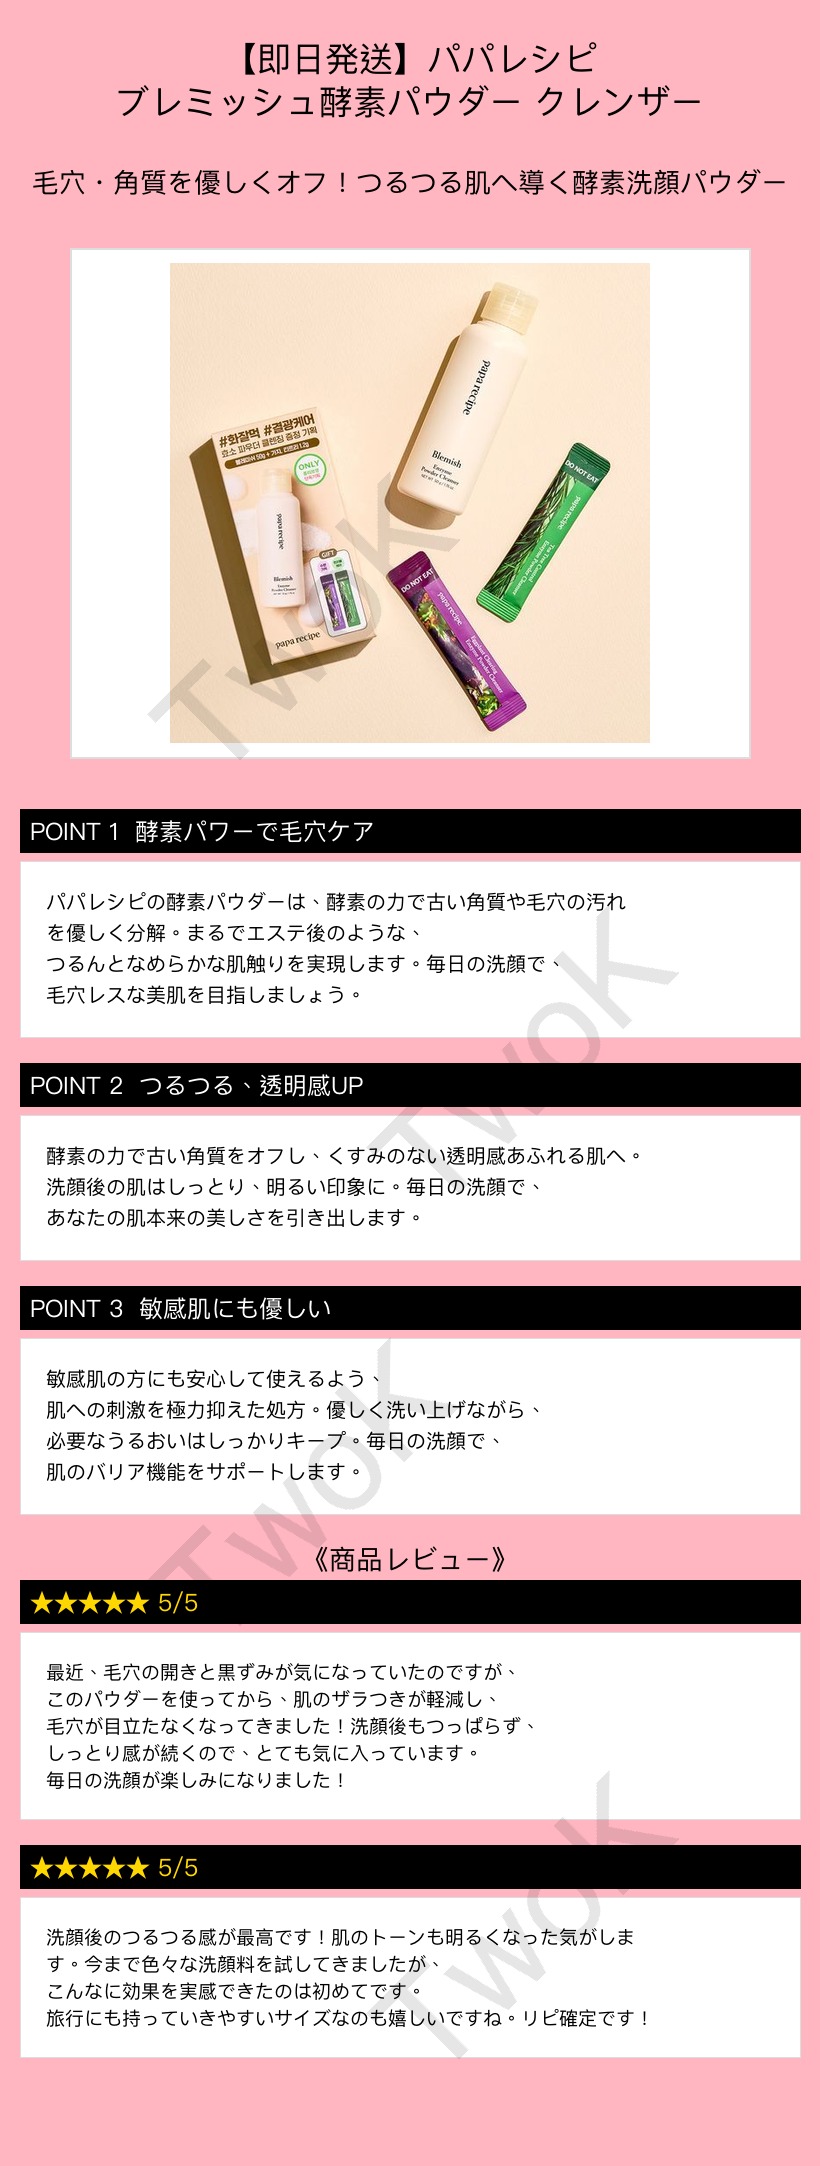 【即日発送】パパレシピ
ブレミッシュ酵素パウダー クレンザー
毛穴・角質を優しくオフ！つるつる肌へ導く酵素洗顔パウダー
#화잘먹 #결광케어
효소 파우더 클렌징 증정 기획
블레미쉬 50g + 가지, 티트리 1.2g
ONLY
papa recipe
Blemish
Enzyme
Powder Cleanser
GIFT
papa recipe
papa recipe
Blemish
Enzyme
Powder Cleanser
DO NOT EAT
papa recipe
Tea Tree Control
Enzyme Powder Cleanser
DO NOT EAT
papa recipe
Eggplant Clearing
Enzyme Powder Cleanser
TwoK
POINT 1 酵素パワーで毛穴ケア
パパレシピの酵素パウダーは、酵素の力で古い角質や毛穴の汚れ
を優しく分解。まるでエステ後のような、
つるんとなめらかな肌触りを実現します。毎日の洗顔で、
毛穴レスな美肌を目指しましょう。
TwoK
POINT 2 つるつる、透明感UP
酵素の力で古い角質をオフし、くすみのない透明感あふれる肌へ。
洗顔後の肌はしっとり、明るい印象に。毎日の洗顔で、
あなたの肌本来の美しさを引き出します。
POINT 3 敏感肌にも優しい
敏感肌の方にも安心して使えるよう、
肌への刺激を極力抑えた処方。優しく洗い上げながら、
必要なうるおいはしっかりキープ。毎日の洗顔で、
肌のバリア機能をサポートします。
TwoK
《商品レビュー》
★★★★★ 5/5
最近、毛穴の開きと黒ずみが気になっていたのですが、
このパウダーを使ってから、肌のザラつきが軽減し、
毛穴が目立たなくなってきました！洗顔後もつっぱらず、
しっとり感が続くので、とても気に入っています。
毎日の洗顔が楽しみになりました！
★★★★★ 5/5
洗顔後のつるつる感が最高です！肌のトーンも明るくなった気がしま
す。今まで色々な洗顔料を試してきましたが、
こんなに効果を実感できたのは初めてです。
旅行にも持っていきやすいサイズなのも嬉しいですね。リピ確定です！
TwoK